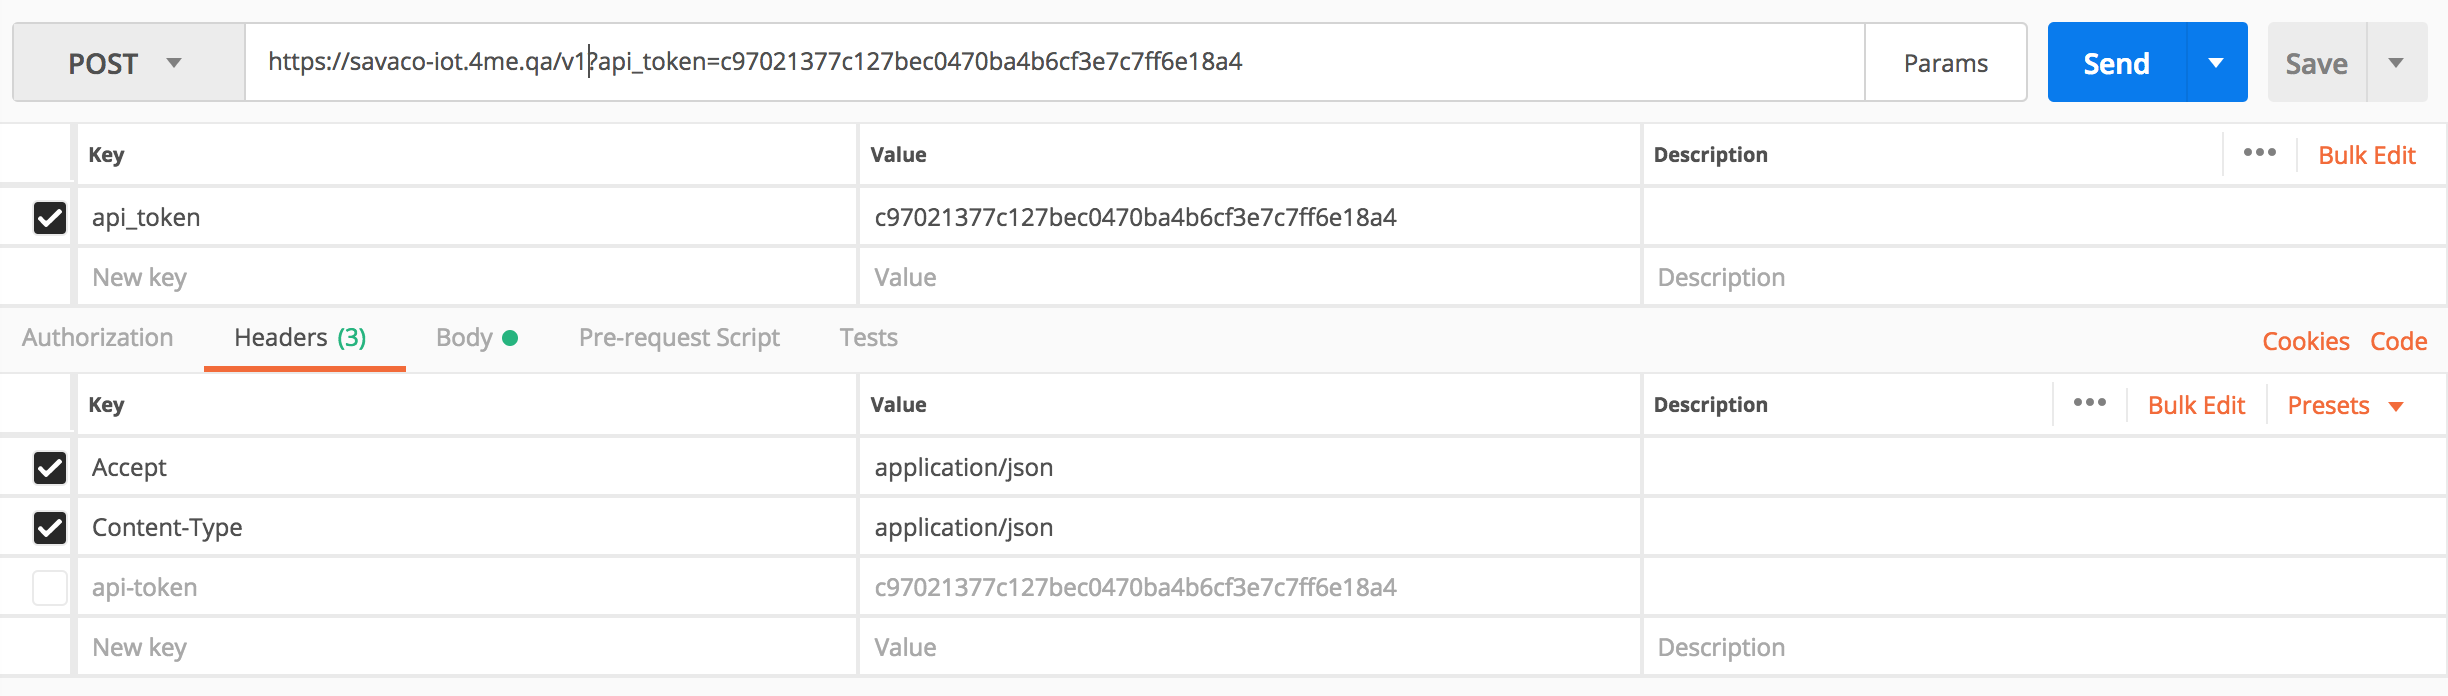 POST https://savaco-iot.4me.qa/v1?api_token=c97021377c127bec0470ba4b6cf3e7c7ff6e18a4 Params Send Save
Key Value Description ••• Bulk Edit
api_token c97021377c127bec0470ba4b6cf3e7c7ff6e18a4
New key Value Description
Authorization Headers (3) Body Pre-request Script Tests Cookies Code
Key Value Description ••• Bulk Edit Presets
Accept application/json
Content-Type application/json
api-token c97021377c127bec0470ba4b6cf3e7c7ff6e18a4
New key Value Description